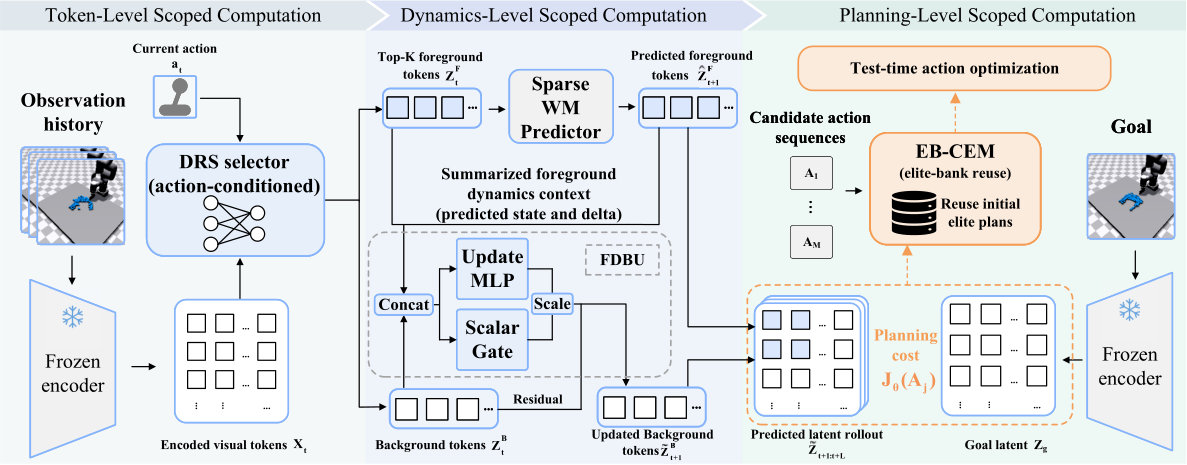 Token-Level Scoped Computation
Dynamics-Level Scoped Computation
Planning-Level Scoped Computation
Current action
a_t
Observation
history
DRS selector
(action-conditioned)
Frozen
encoder
Encoded visual tokens X_t
Top-K foreground
tokens Z_t^F
Sparse
WM
Predictor
Predicted foreground
tokens Ẑ_{t+1}^F
Summarized foreground
dynamics context
(predicted state and delta)
FDBU
Concat
Update
MLP
Scalar
Gate
Scale
Residual
Background tokens Z_t^B
Updated Background
tokens Z̃_{t+1}^B
Test-time action optimization
Candidate action
sequences
A_1
A_M
EB-CEM
(elite-bank reuse)
Reuse initial
elite plans
Goal
Planning
cost
J_θ(A_j)
Frozen
encoder
Predicted latent rollout
Z̃_{t+1:t+L}
Goal latent Z_g